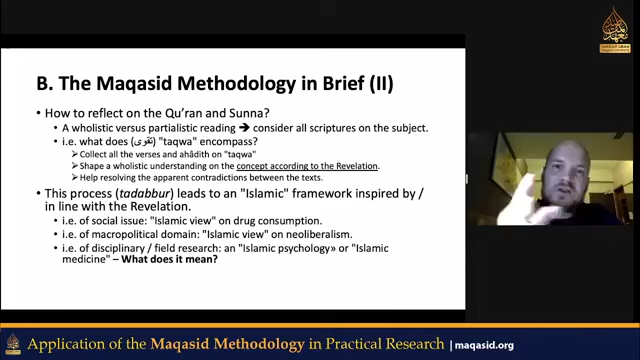 B. The Maqasid Methodology in Brief (II)
• How to reflect on the Qu'ran and Sunna?
• A wholistic versus partialistic reading ➔ consider all scriptures on the subject.
• i.e. what does (تقوى) "taqwa" encompass?
➢ Collect all the verses and ahâdith on "taqwa"
➢ Shape a wholistic understanding on the concept according to the Revelation.
➢ Help resolving the apparent contradictions between the texts.
• This process (tadabbur) leads to an "Islamic" framework inspired by /
in line with the Revelation.
• i.e. of social issue: "Islamic view" on drug consumption.
• i.e. of macropolitical domain: "Islamic view" on neoliberalism.
• i.e. of disciplinary / field research: an "Islamic psychology» or "Islamic
medicine" – What does it mean?
Application of the Maqasid Methodology in Practical Research | maqasid.org